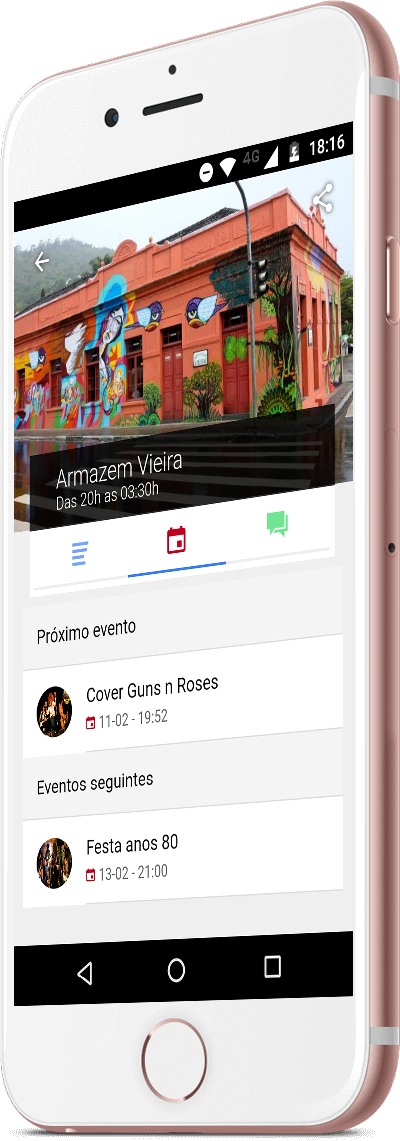 4G 18:16
Armazem Vieira
Das 20h as 03:30h
Próximo evento
Cover Guns n Roses
11-02 - 19:52
Eventos seguintes
Festa anos 80
13-02 - 21:00